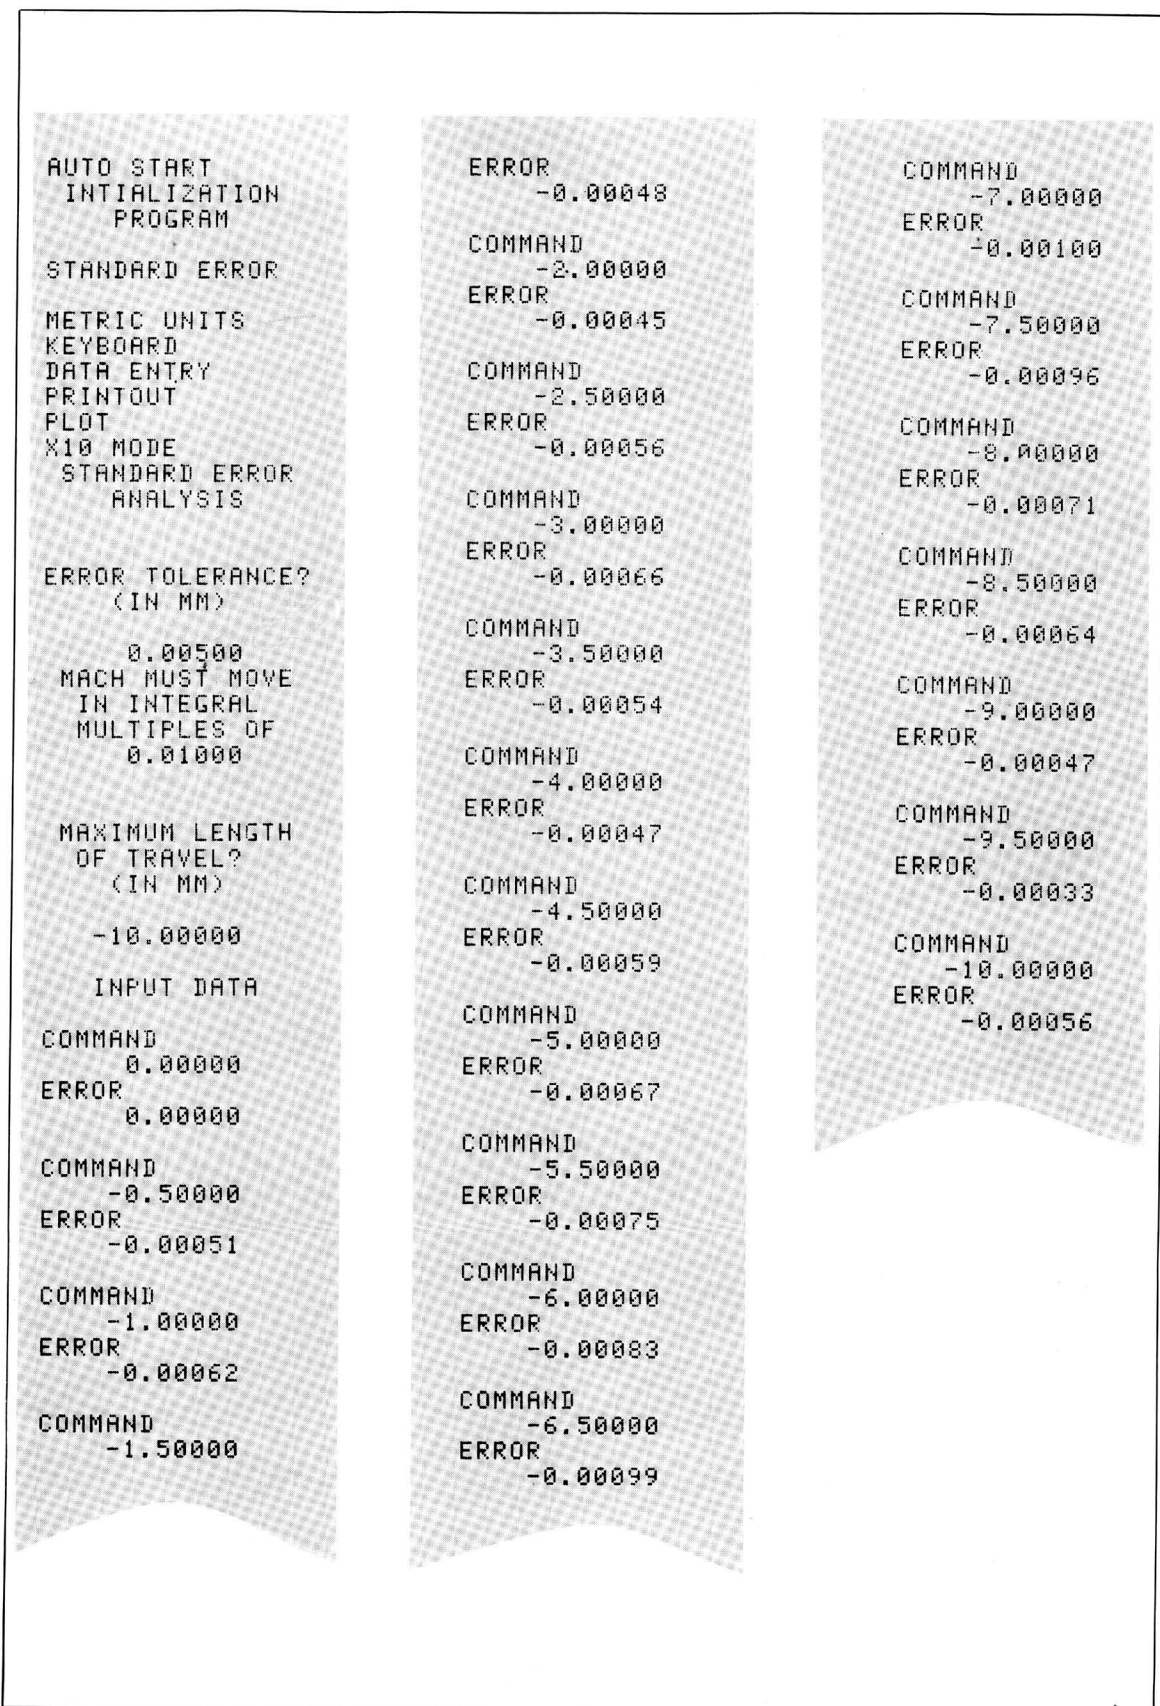 AUTO START
INTIALIZATION
PROGRAM
STANDARD ERROR
METRIC UNITS
KEYBOARD
DATA ENTRY
PRINTOUT
PLOT
X10 MODE
STANDARD ERROR
ANALYSIS
ERROR TOLERANCE?
(IN MM)
0.00500
MACH MUST MOVE
IN INTEGRAL
MULTIPLES OF
0.01000
MAXIMUM LENGTH
OF TRAVEL?
(IN MM)
-10.00000
INPUT DATA
COMMAND
0.00000
ERROR
0.00000
COMMAND
-0.50000
ERROR
-0.00051
COMMAND
-1.00000
ERROR
-0.00062
COMMAND
-1.50000
ERROR
-0.00048
COMMAND
-2.00000
ERROR
-0.00045
COMMAND
-2.50000
ERROR
-0.00056
COMMAND
-3.00000
ERROR
-0.00066
COMMAND
-3.50000
ERROR
-0.00054
COMMAND
-4.00000
ERROR
-0.00047
COMMAND
-4.50000
ERROR
-0.00059
COMMAND
-5.00000
ERROR
-0.00067
COMMAND
-5.50000
ERROR
-0.00075
COMMAND
-6.00000
ERROR
-0.00083
COMMAND
-6.50000
ERROR
-0.00099
COMMAND
-7.00000
ERROR
-0.00100
COMMAND
-7.50000
ERROR
-0.00096
COMMAND
-8.00000
ERROR
-0.00071
COMMAND
-8.50000
ERROR
-0.00064
COMMAND
-9.00000
ERROR
-0.00047
COMMAND
-9.50000
ERROR
-0.00033
COMMAND
-10.00000
ERROR
-0.00056